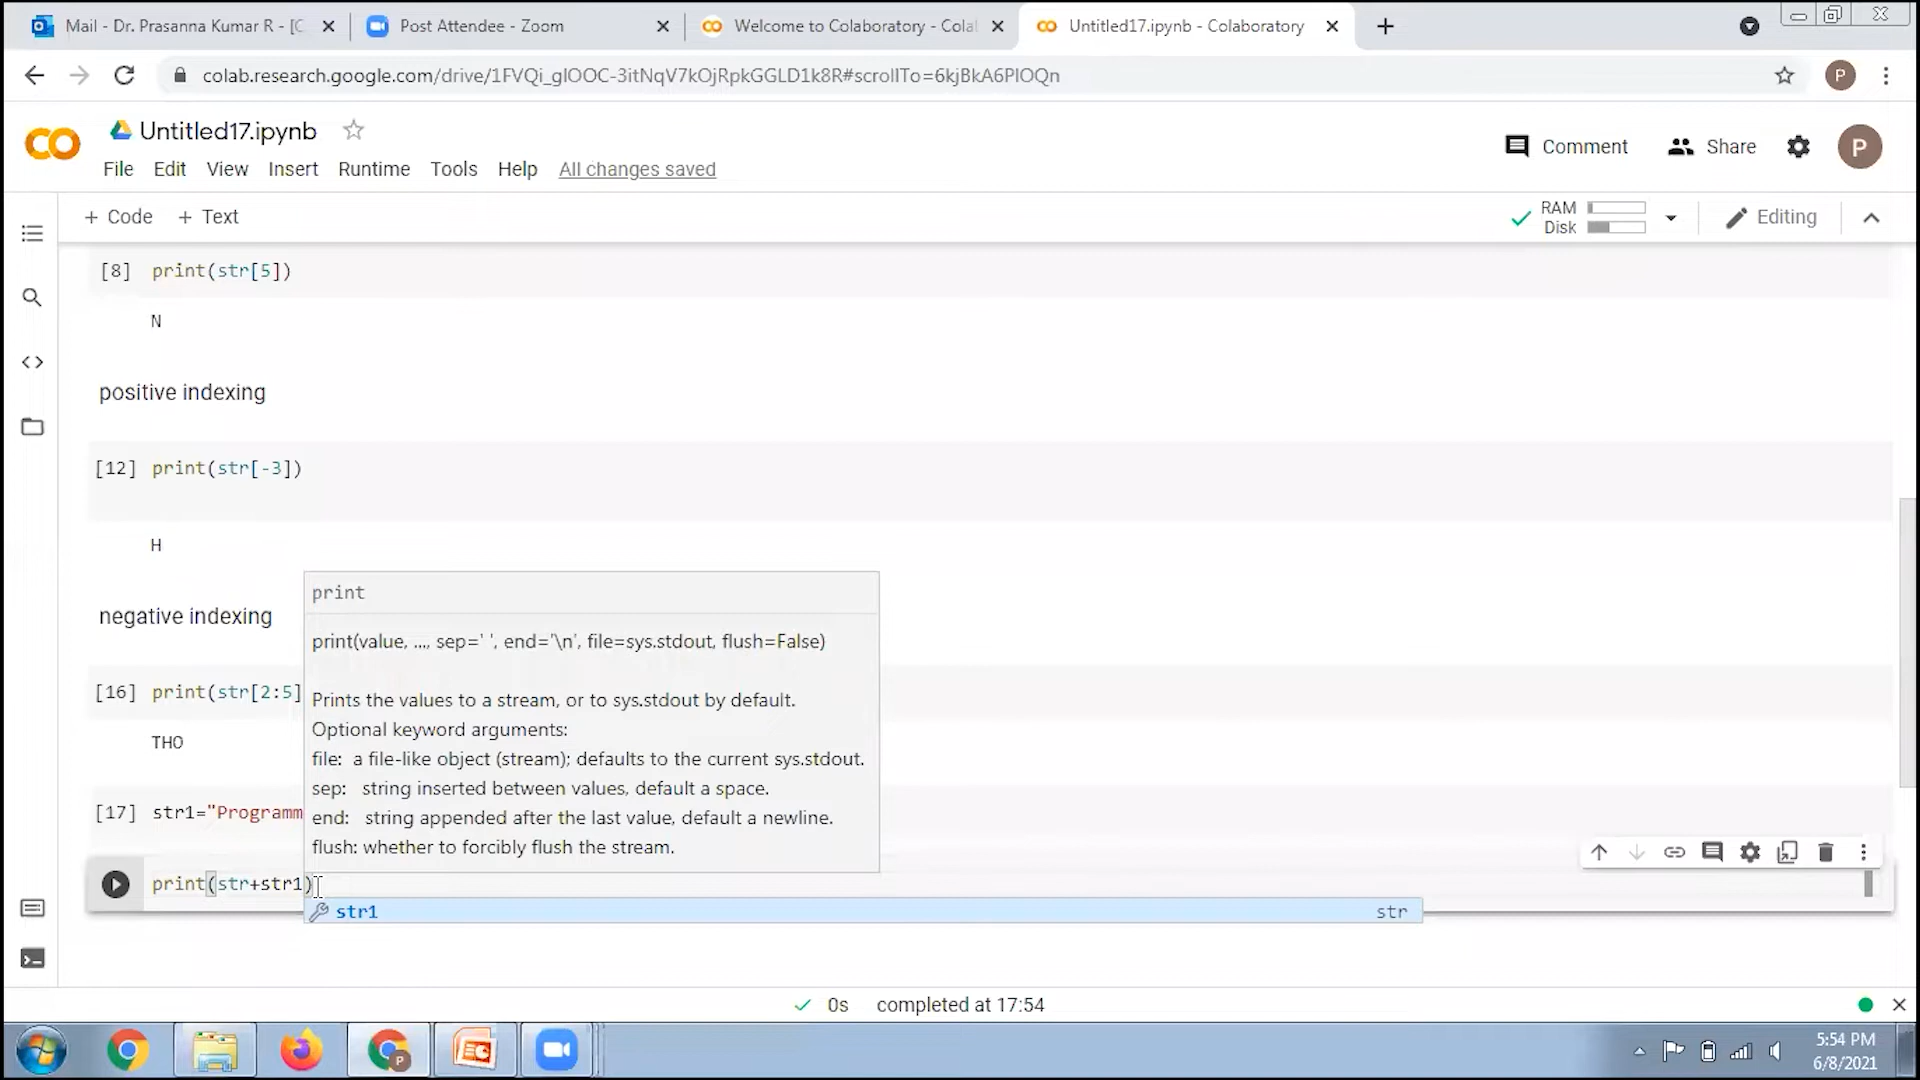 Mail - Dr. Prasanna Kumar R - [C
Post Attendee - Zoom
Welcome to Colaboratory - Colal
Untitled17.ipynb - Colaboratory
colab.research.google.com/drive/1FVQi_glOOC-3itNqV7kOjRpkGGLD1k8R#scrollTo=6kjBkA6PlOQn
P
Untitled17.ipynb
Comment
Share
P
File Edit View Insert Runtime Tools Help All changes saved
+ Code + Text
RAM
Disk
Editing
[8] print(str[5])
N
positive indexing
[12] print(str[-3])
H
negative indexing
[16] print(str[2:5]
THO
[17] str1="Programm
print(str+str1)
print
print(value, ..., sep=' ', end='\n', file=sys.stdout, flush=False)
Prints the values to a stream, or to sys.stdout by default.
Optional keyword arguments:
file: a file-like object (stream); defaults to the current sys.stdout.
sep: string inserted between values, default a space.
end: string appended after the last value, default a newline.
flush: whether to forcibly flush the stream.
str1 str
0s completed at 17:54
P
5:54 PM
6/8/2021